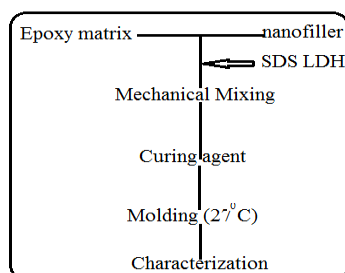 Epoxy matrix nanofiller
SDS LDH
Mechanical Mixing
Curing agent
Molding (27°C)
Characterization